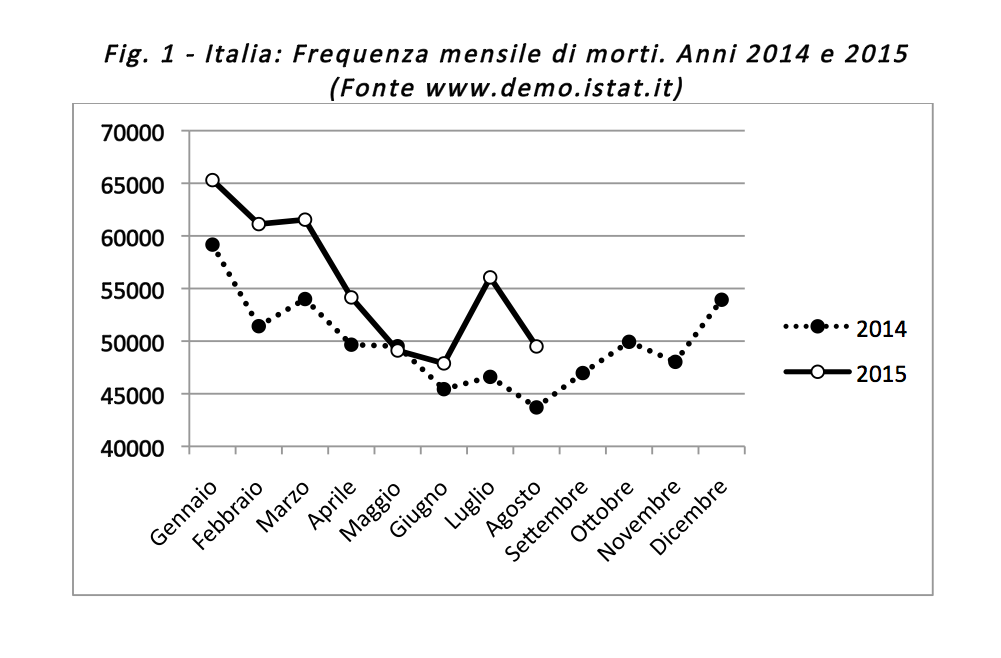 Fig. 1 - Italia: Frequenza mensile di morti. Anni 2014 e 2015
(Fonte www.demo.istat.it)
70000
65000
60000
55000
50000
45000
40000
Gennaio
Febbraio
Marzo
Aprile
Maggio
Giugno
Luglio
Agosto
Settembre
Ottobre
Novembre
Dicembre
2014
2015